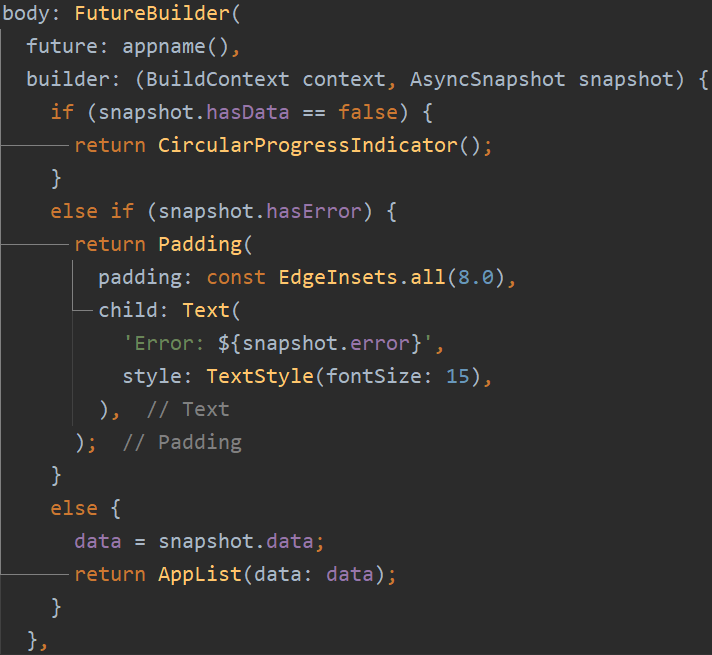 body: FutureBuilder(
  future: appname(),
  builder: (BuildContext context, AsyncSnapshot snapshot) {
    if (snapshot.hasData == false) {
      return CircularProgressIndicator();
    }
    else if (snapshot.hasError) {
      return Padding(
        padding: const EdgeInsets.all(8.0),
        child: Text(
          'Error: ${snapshot.error}',
          style: TextStyle(fontSize: 15),
        ),  // Text
      );  // Padding
    }
    else {
      data = snapshot.data;
      return AppList(data: data);
    }
  },